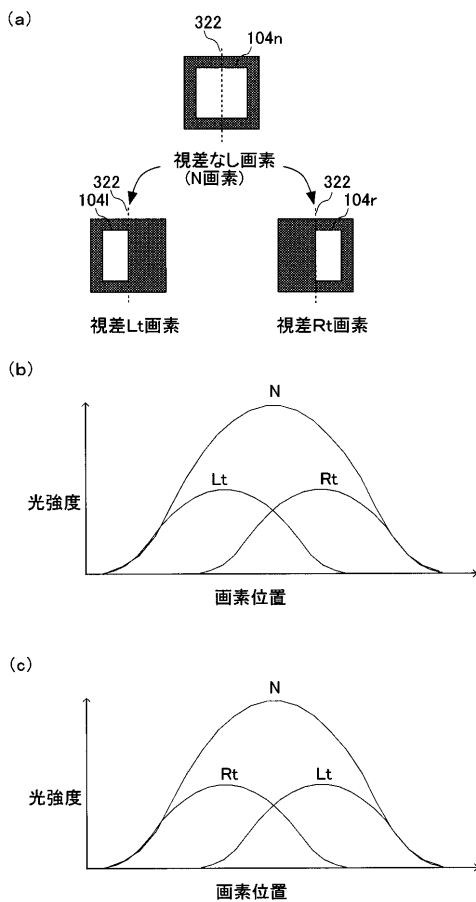 (a)
322
104n
視差なし画素
(N画素)
322
104l
322
104r
視差Lt画素
視差Rt画素
(b)
N
Lt
Rt
光強度
画素位置
(c)
N
Rt
Lt
光強度
画素位置